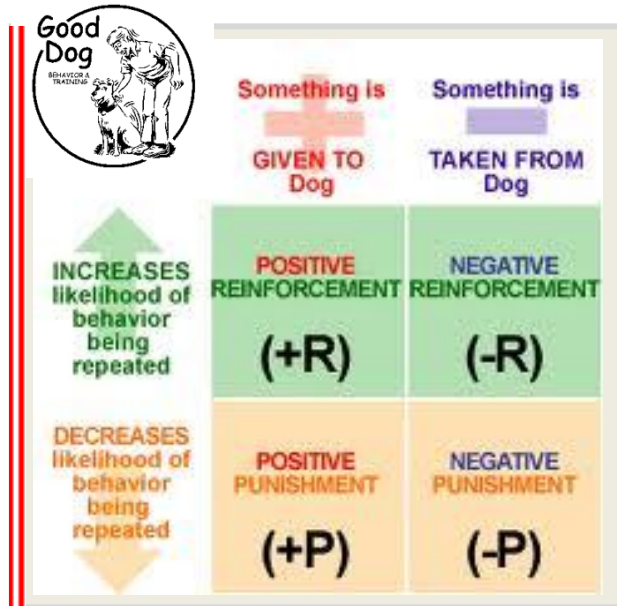 Good
Dog
BEHAVIOR &
TRAINING
Something is
GIVEN TO
Dog
Something is
TAKEN FROM
Dog
INCREASES
likelihood of
behavior
being
repeated
POSITIVE
REINFORCEMENT
(+R)
NEGATIVE
REINFORCEMENT
(-R)
DECREASES
likelihood of
behavior
being
repeated
POSITIVE
PUNISHMENT
(+P)
NEGATIVE
PUNISHMENT
(-P)